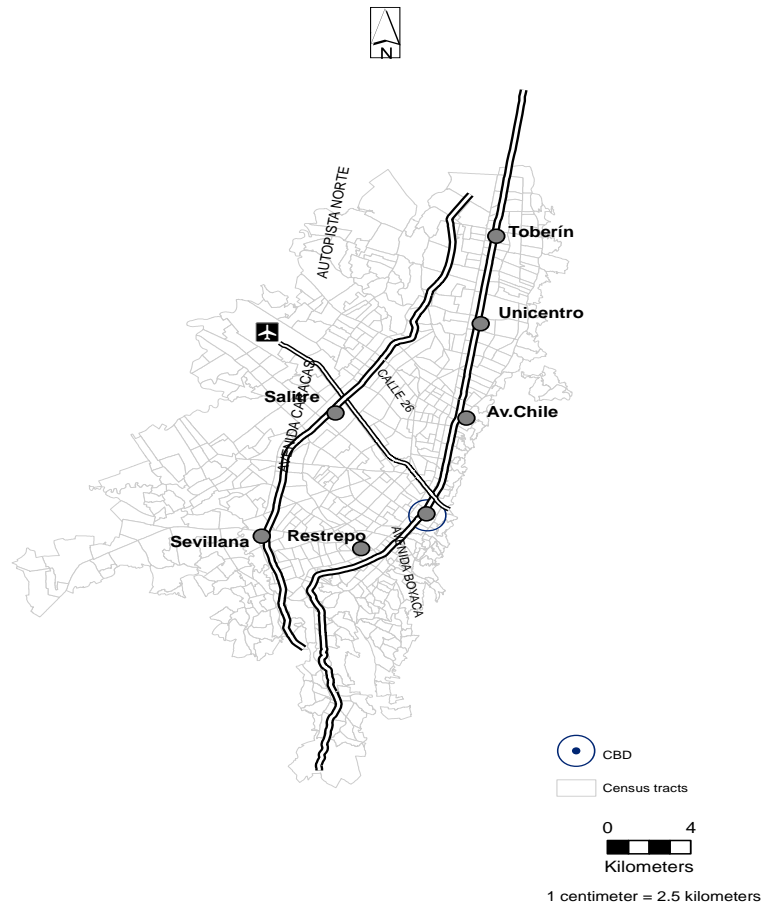 N
AUTOPISTA NORTE
Toberín
Unicentro
CALLE 26
Salitre
AVENIDA CARACAS
Av.Chile
Sevillana
Restrepo
AVENIDA BOYACA
CBD
Census tracts
0 4
Kilometers
1 centimeter = 2.5 kilometers